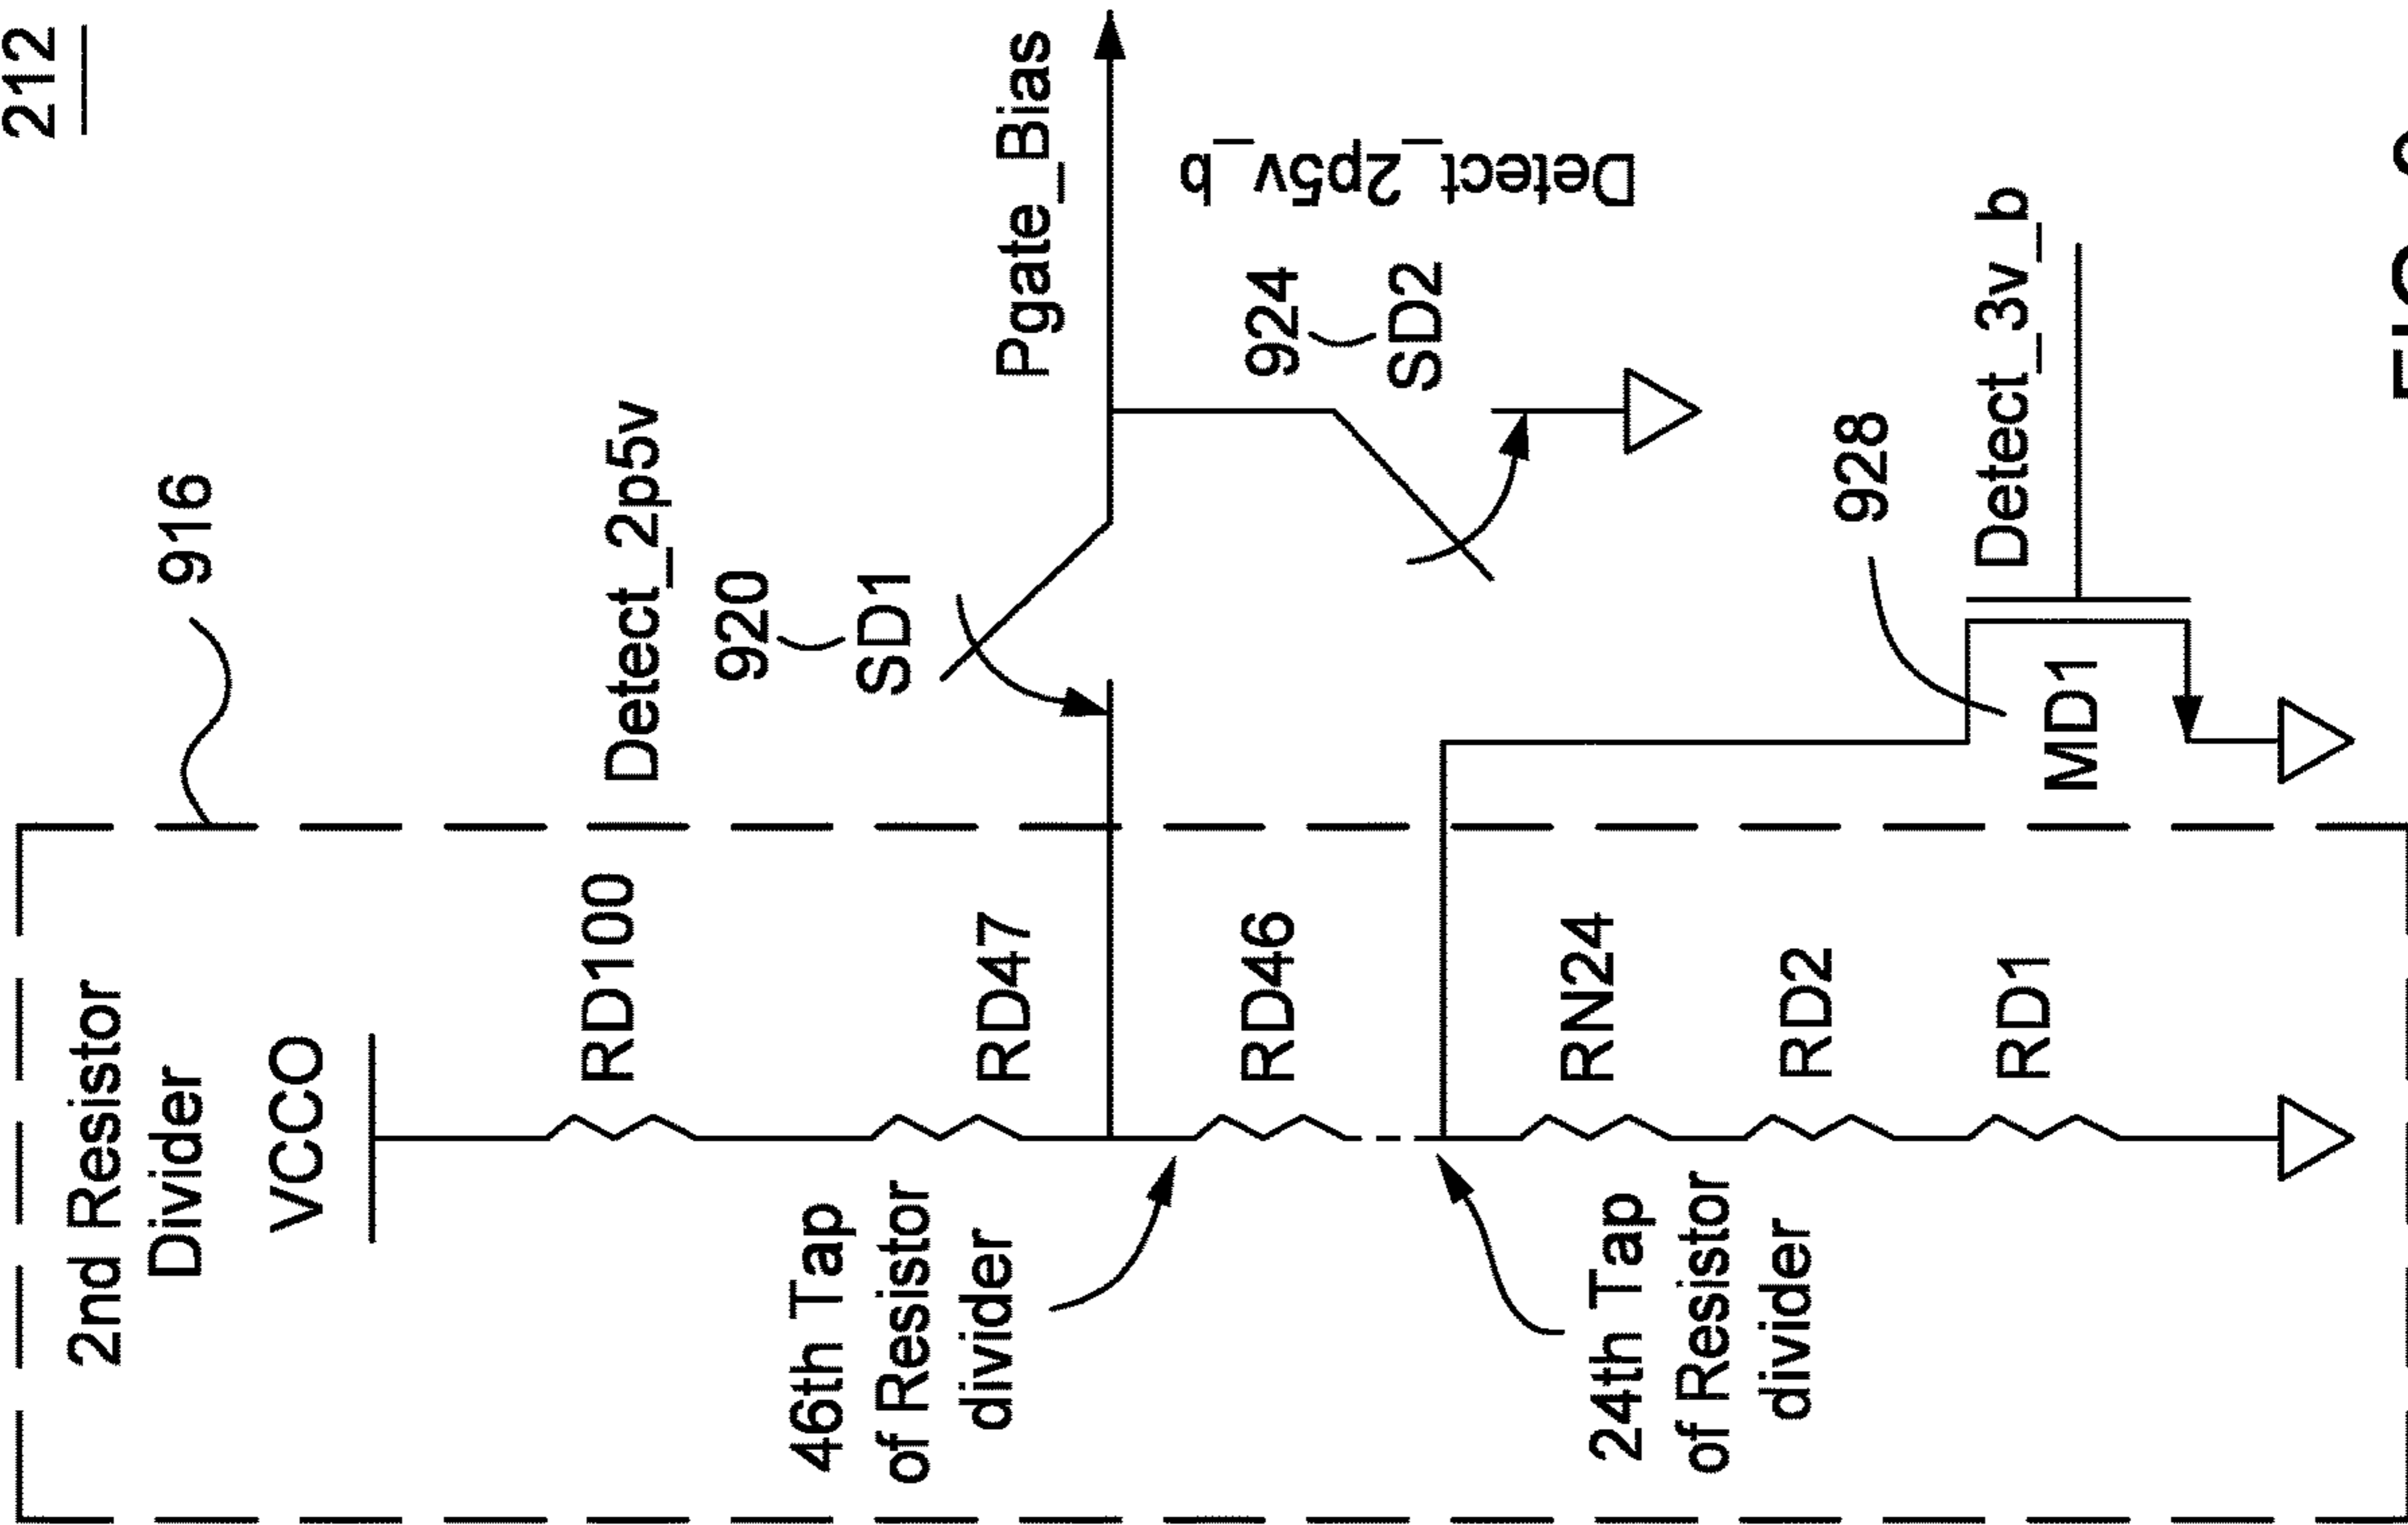 212
2nd Resistor
Divider
VCCO
916
RD100
RD47
RD46
RN24
RD2
RD1
46th Tap
of Resistor
divider
24th Tap
of Resistor
divider
Detect_2p5v
920
SD1
Pgate_Bias
924
SD2
Detect_2p5v_b
928
MD1
Detect_3v_b